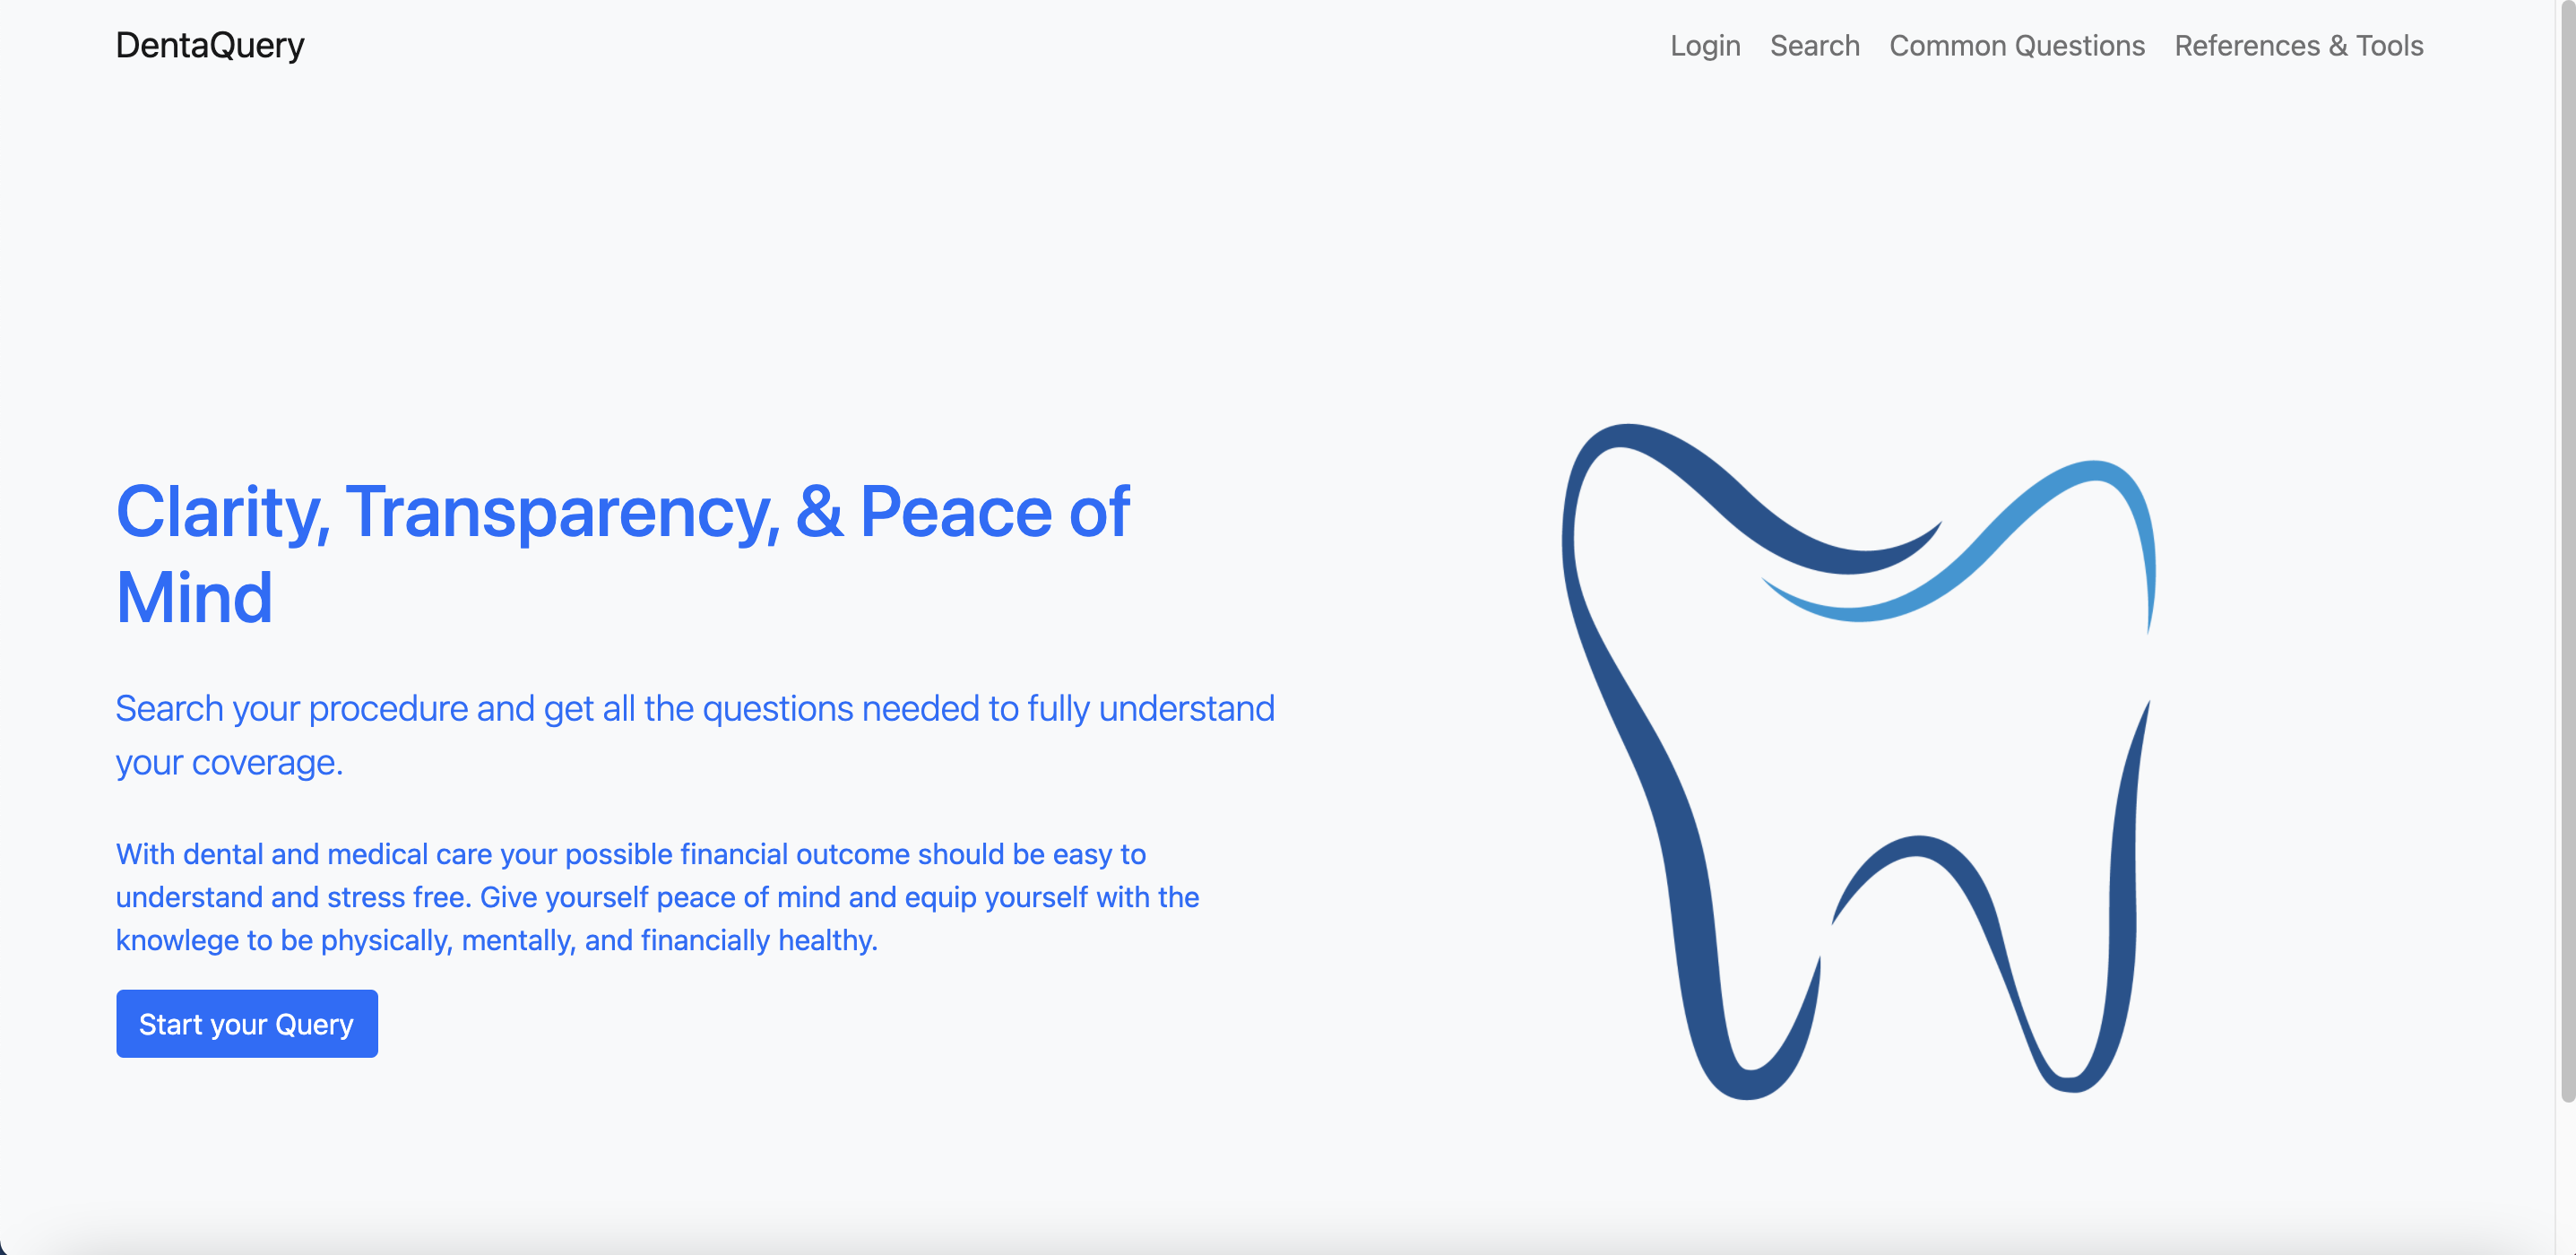 DentaQuery
Login Search Common Questions References & Tools
Clarity, Transparency, & Peace of
Mind
Search your procedure and get all the questions needed to fully understand
your coverage.
With dental and medical care your possible financial outcome should be easy to
understand and stress free. Give yourself peace of mind and equip yourself with the
knowlege to be physically, mentally, and financially healthy.
Start your Query